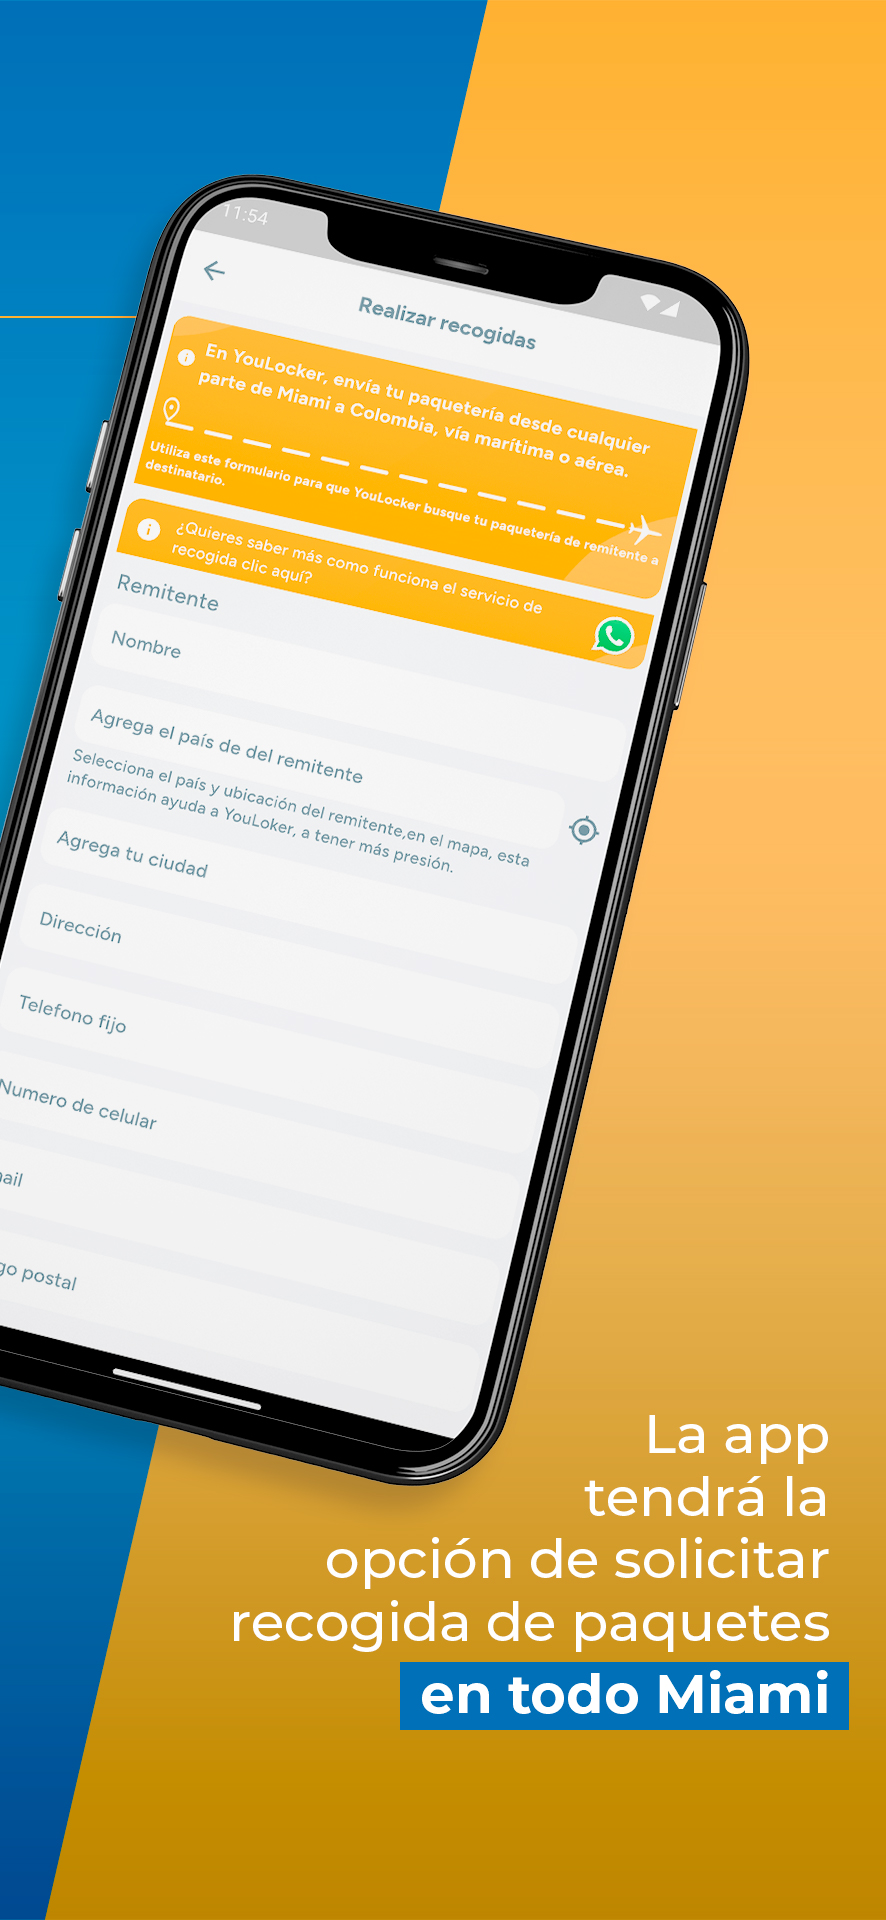 11:54
Realizar recogidas
En YouLocker, envía tu paquetería desde cualquier
parte de Miami a Colombia, vía marítima o aérea.
Utiliza este formulario para que YouLocker busque tu paquetería de remitente a
destinatario.
¿Quieres saber más como funciona el servicio de
recogida clic aquí?
Remitente
Nombre
Agrega el país de del remitente
Selecciona el país y ubicación del remitente,en el mapa, esta
información ayuda a YouLoker, a tener más presión.
Agrega tu ciudad
Dirección
Telefono fijo
Numero de celular
ail
go postal
La app
tendrá la
opción de solicitar
recogida de paquetes
en todo Miami